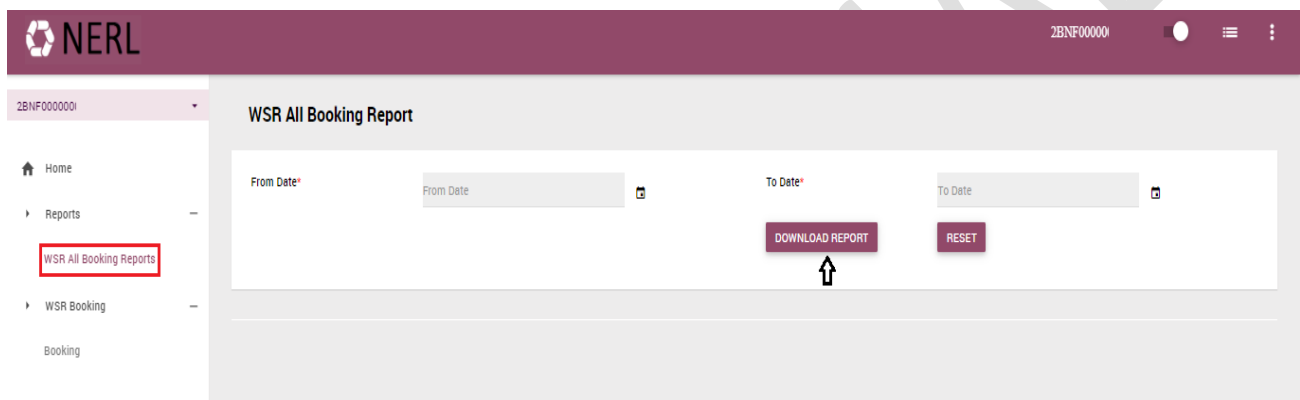 NERL
2BNF00000
2BNF000000
WSR All Booking Report
Home
From Date*
From Date
To Date*
To Date
Reports
DOWNLOAD REPORT
RESET
WSR All Booking Reports
WSR Booking
Booking